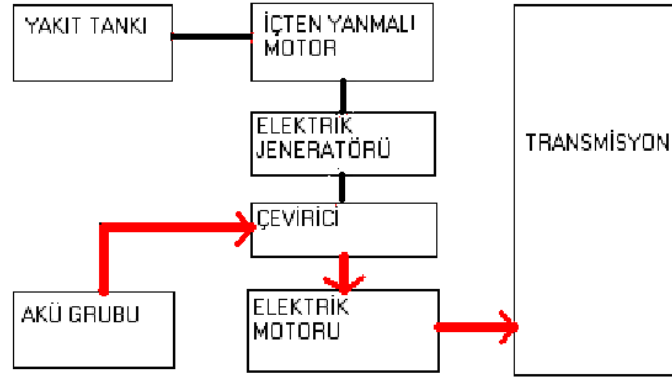 YAKIT TANKI
İÇTEN YANMALI
MOTOR
ELEKTRİK
JENERATÖRÜ
TRANSMİSYON
ÇEVİRİCİ
AKÜ GRUBU
ELEKTRİK
MOTORU